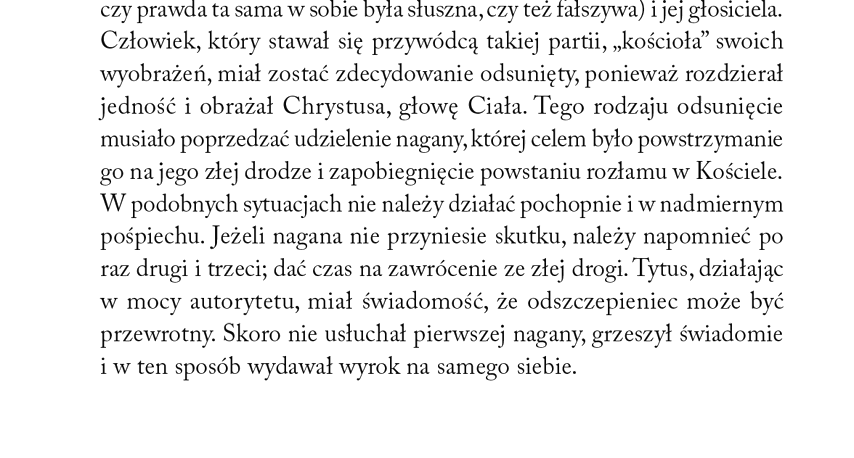 czy prawda ta sama w sobie była słuszna, czy też fałszywa) i jej głosiciela.
Człowiek, który stawał się przywódcą takiej partii, „kościoła” swoich
wyobrażeń, miał zostać zdecydowanie odsunięty, ponieważ rozdzierał
jedność i obrażał Chrystusa, głowę Ciała. Tego rodzaju odsunięcie
musiało poprzedzać udzielenie nagany, której celem było powstrzymanie
go na jego złej drodze i zapobiegnięcie powstaniu rozłamu w Kościele.
W podobnych sytuacjach nie należy działać pochopnie i w nadmiernym
pośpiechu. Jeżeli nagana nie przyniesie skutku, należy napomnieć po
raz drugi i trzeci; dać czas na zawrócenie ze złej drogi. Tytus, działając
w mocy autorytetu, miał świadomość, że odszczepieniec może być
przewrotny. Skoro nie usłuchał pierwszej nagany, grzeszył świadomie
i w ten sposób wydawał wyrok na samego siebie.